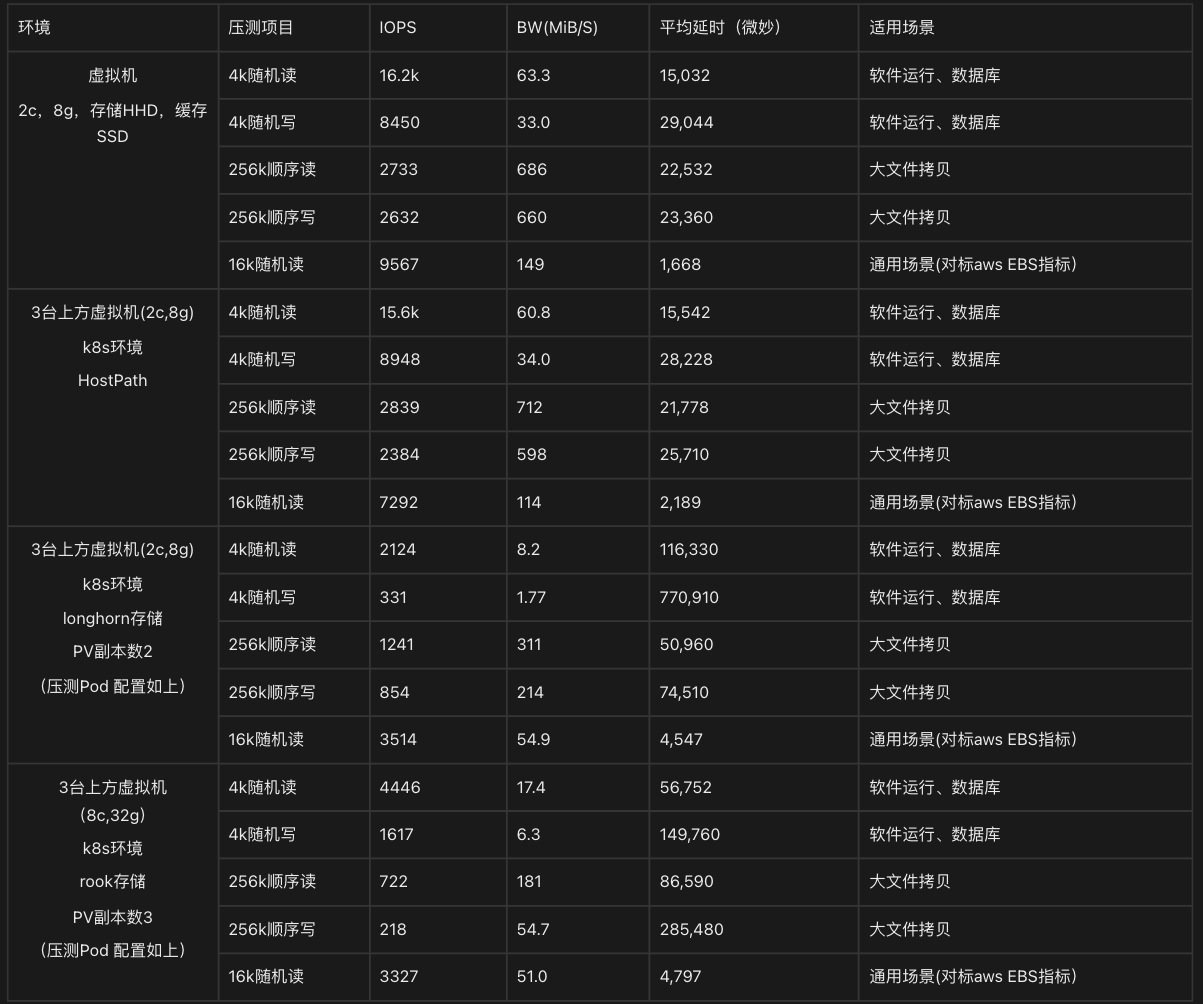 环境 压测项目 IOPS BW(MiB/S) 平均延时（微妙） 适用场景
虚拟机
2c，8g，存储HHD，缓存
SSD
4k随机读 16.2k 63.3 15,032 软件运行、数据库
4k随机写 8450 33.0 29,044 软件运行、数据库
256k顺序读 2733 686 22,532 大文件拷贝
256k顺序写 2632 660 23,360 大文件拷贝
16k随机读 9567 149 1,668 通用场景(对标aws EBS指标）
3台上方虚拟机(2c,8g)
k8s环境
HostPath
4k随机读 15.6k 60.8 15,542 软件运行、数据库
4k随机写 8948 34.0 28,228 软件运行、数据库
256k顺序读 2839 712 21,778 大文件拷贝
256k顺序写 2384 598 25,710 大文件拷贝
16k随机读 7292 114 2,189 通用场景(对标aws EBS指标）
3台上方虚拟机(2c,8g)
k8s环境
longhorn存储
PV副本数2
（压测Pod 配置如上）
4k随机读 2124 8.2 116,330 软件运行、数据库
4k随机写 331 1.77 770,910 软件运行、数据库
256k顺序读 1241 311 50,960 大文件拷贝
256k顺序写 854 214 74,510 大文件拷贝
16k随机读 3514 54.9 4,547 通用场景(对标aws EBS指标）
3台上方虚拟机
（8c,32g）
k8s环境
rook存储
PV副本数3
（压测Pod 配置如上）
4k随机读 4446 17.4 56,752 软件运行、数据库
4k随机写 1617 6.3 149,760 软件运行、数据库
256k顺序读 722 181 86,590 大文件拷贝
256k顺序写 218 54.7 285,480 大文件拷贝
16k随机读 3327 51.0 4,797 通用场景(对标aws EBS指标）